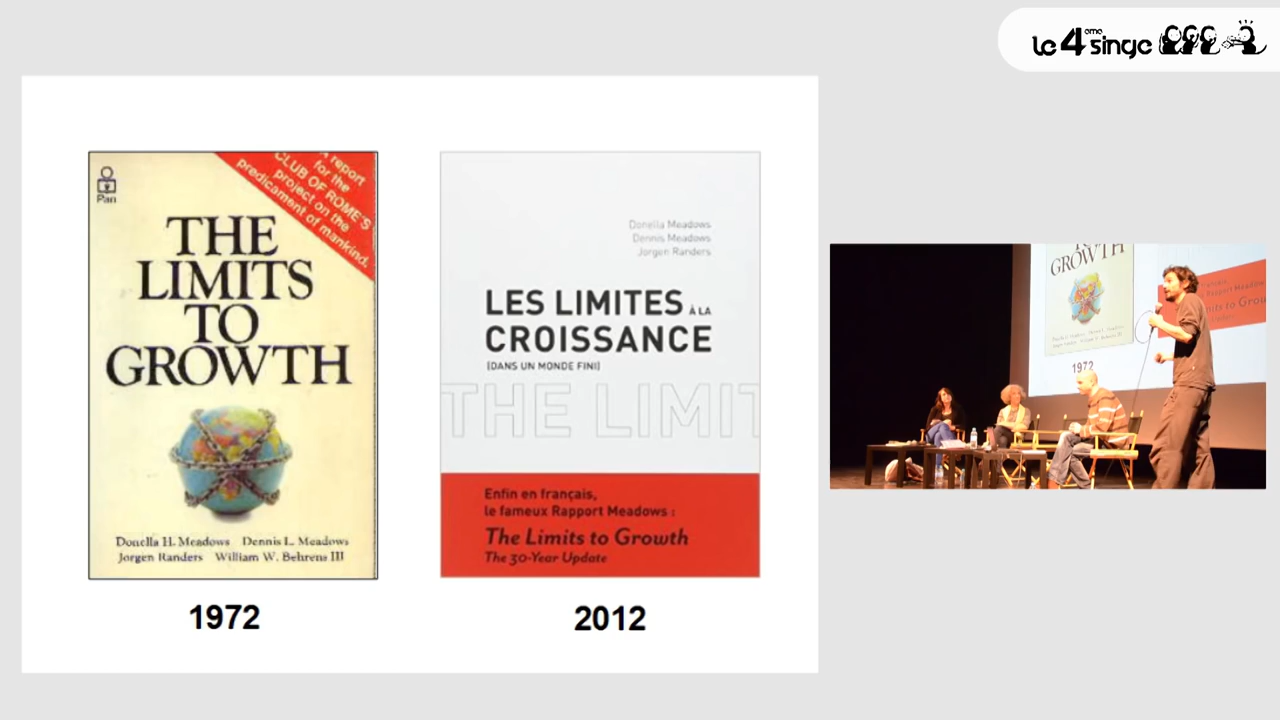 le 4ème singe
A report
for the
CLUB OF ROME'S
project on the
predicament of mankind.
Pan
THE
LIMITS
TO
GROWTH
Donella H. Meadows Dennis L. Meadows
Jorgen Randers William W. Behrens III
1972
Donella Meadows
Dennis Meadows
Jorgen Randers
LES LIMITES À LA
CROISSANCE
(DANS UN MONDE FINI)
THE LIMIT
Enfin en français,
le fameux Rapport Meadows :
The Limits to Growth
The 30-Year Update
2012
GROWTH
1972